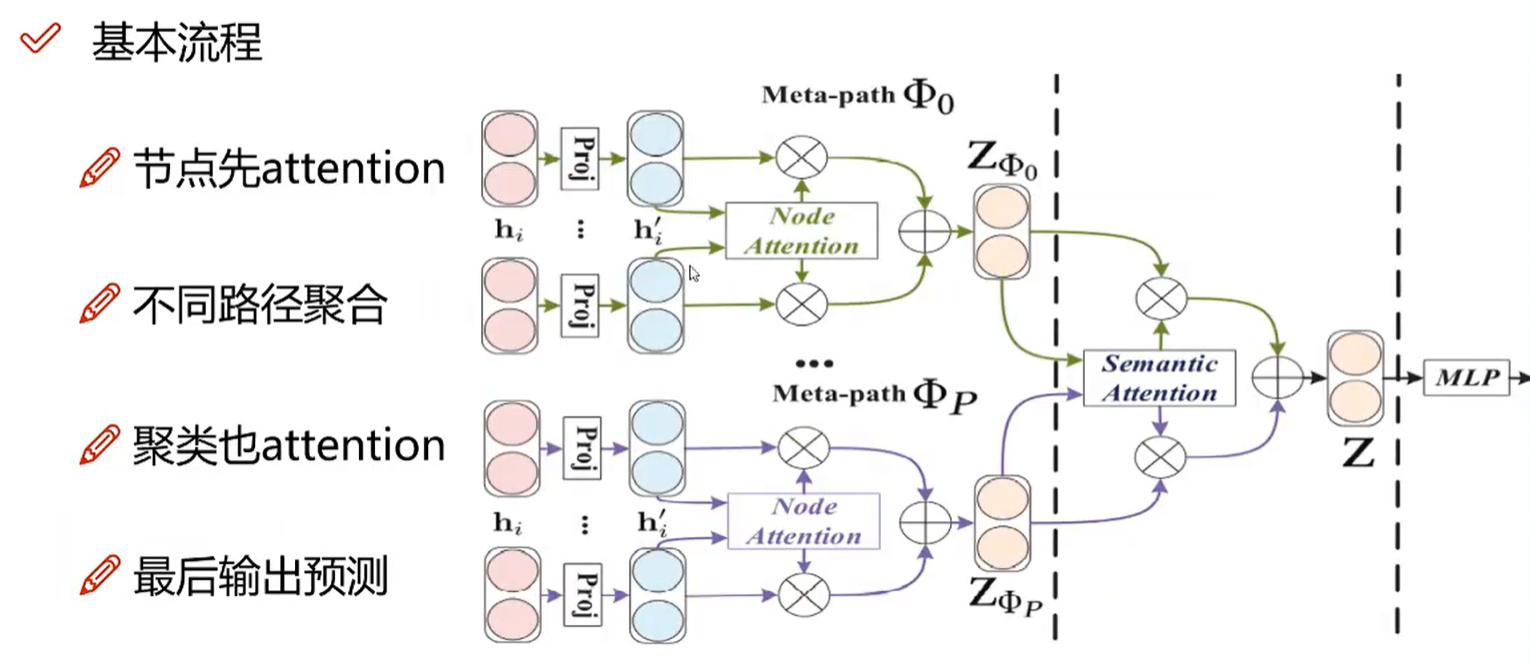 基本流程
节点先attention
不同路径聚合
聚类也attention
最后输出预测
Meta-path Φ0
Proj
hi
...
h′i
Node
Attention
Proj
ZΦ0
...
Meta-path ΦP
Proj
hi
...
h′i
Node
Attention
Proj
ZΦP
Semantic
Attention
Z
MLP